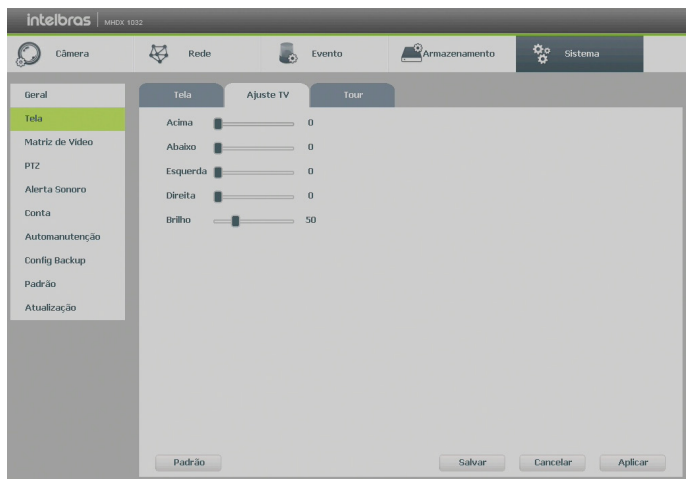 intelbras MHDX 1032
Câmera Rede Evento Armazenamento Sistema
Geral
Tela
Matriz de Vídeo
PTZ
Alerta Sonoro
Conta
Automanutenção
Config Backup
Padrão
Atualização
Tela Ajuste TV Tour
Acima 0
Abaixo 0
Esquerda 0
Direita 0
Brilho 50
Padrão Salvar Cancelar Aplicar